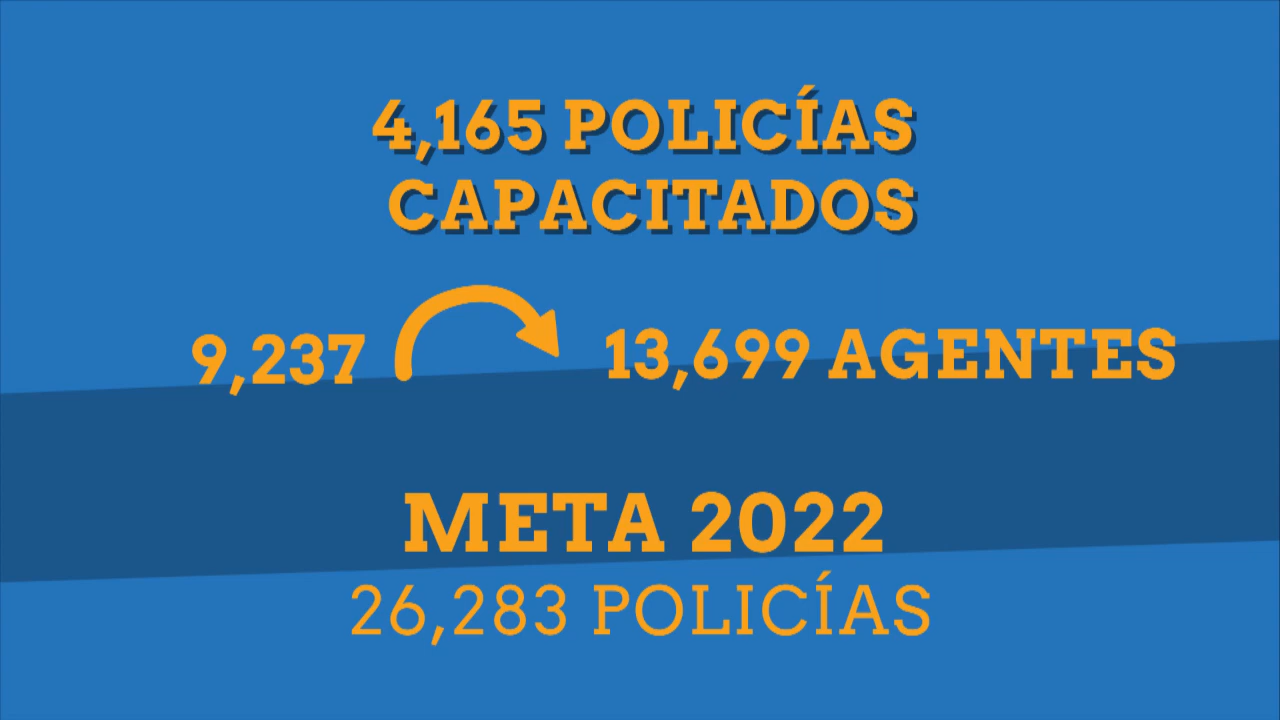 4,165 POLICÍAS
CAPACITADOS
9,237 13,699 AGENTES
META 2022
26,283 POLICÍAS